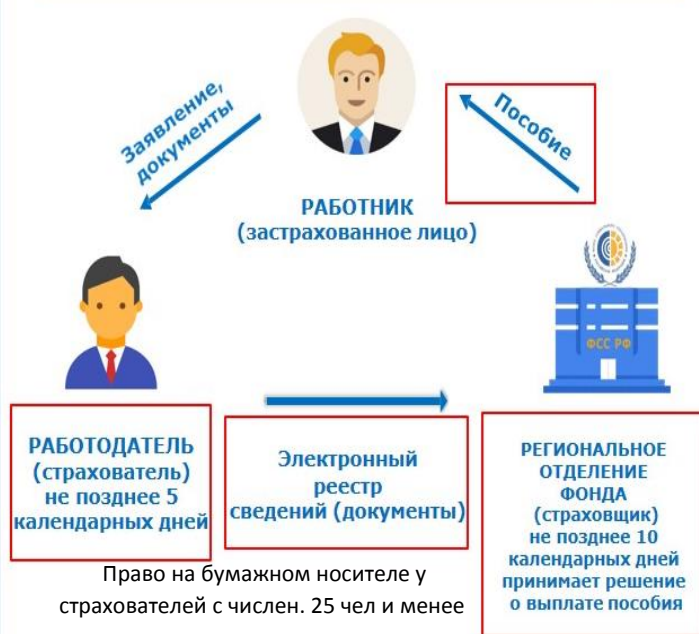 Заявление,
документы
Пособие
РАБОТНИК
(застрахованное лицо)
ФСС РФ
РАБОТОДАТЕЛЬ
(страхователь)
не позднее 5
календарных дней
Электронный
реестр
сведений (документы)
РЕГИОНАЛЬНОЕ
ОТДЕЛЕНИЕ
ФОНДА
(страховщик)
не позднее 10
календарных дней
принимает решение
о выплате пособия
Право на бумажном носителе у
страхователей с числен. 25 чел и менее